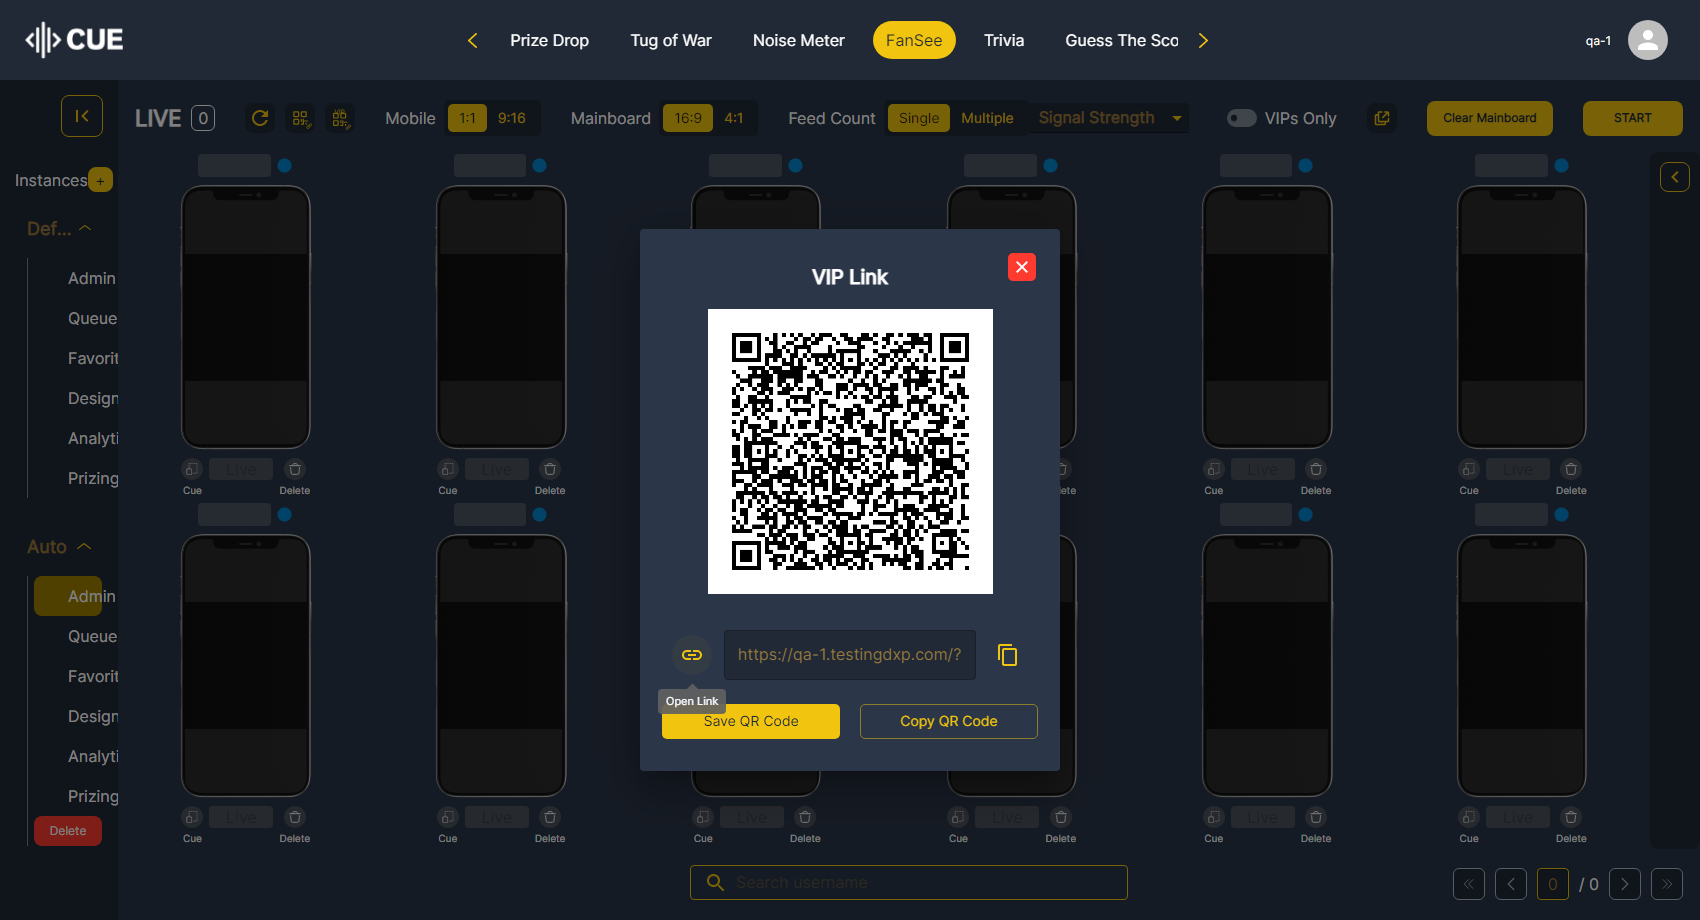 CUE
Prize Drop
Tug of War
Noise Meter
FanSee
Trivia
Guess The Sco
qa-1
LIVE 0
Mobile 1:1 9:16
Mainboard 16:9 4:1
Feed Count Single Multiple
Signal Strength
VIPs Only
Clear Mainboard
START
Instances +
Def...
Admin
Queue
Favorit
Design
Analyti
Prizing
Auto
Admin
Queue
Favorit
Design
Analyti
Prizing
Delete
Live
Cue Delete
Live
Cue Delete
ete
Live
Cue Delete
Live
Cue Delete
VIP Link
https://qa-1.testingdxp.com/?
Open Link
Save QR Code
Copy QR Code
Live
Cue Delete
Live
Cue Delete
Live
Cue Delete
Live
Cue Delete
Live
Cue Delete
Live
Cue Delete
Search username
0 / 0